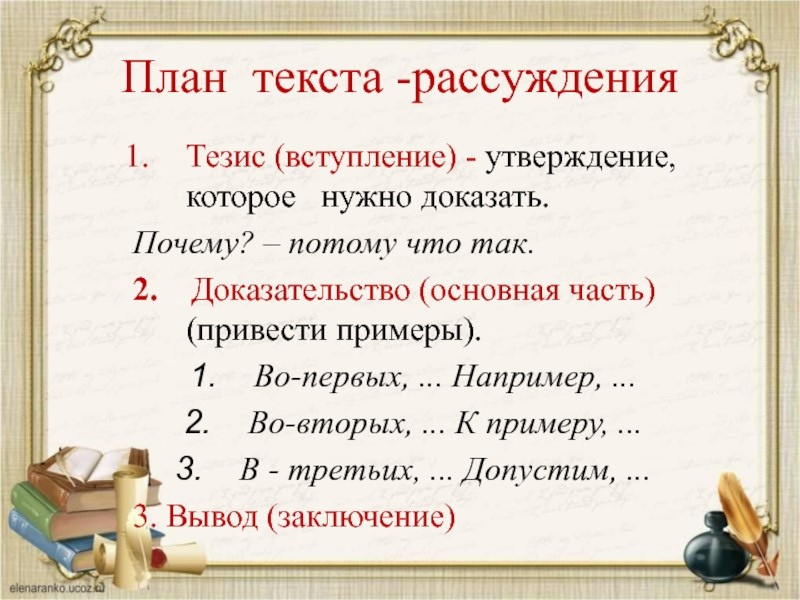 План текста -рассуждения
1. Тезис (вступление) - утверждение,
которое нужно доказать.
Почему? – потому что так.
2. Доказательство (основная часть)
(привести примеры).
1. Во-первых, ... Например, ...
2. Во-вторых, ... К примеру, ...
3. В - третьих, ... Допустим, ...
3. Вывод (заключение)
elenaranko.ucoz.ru